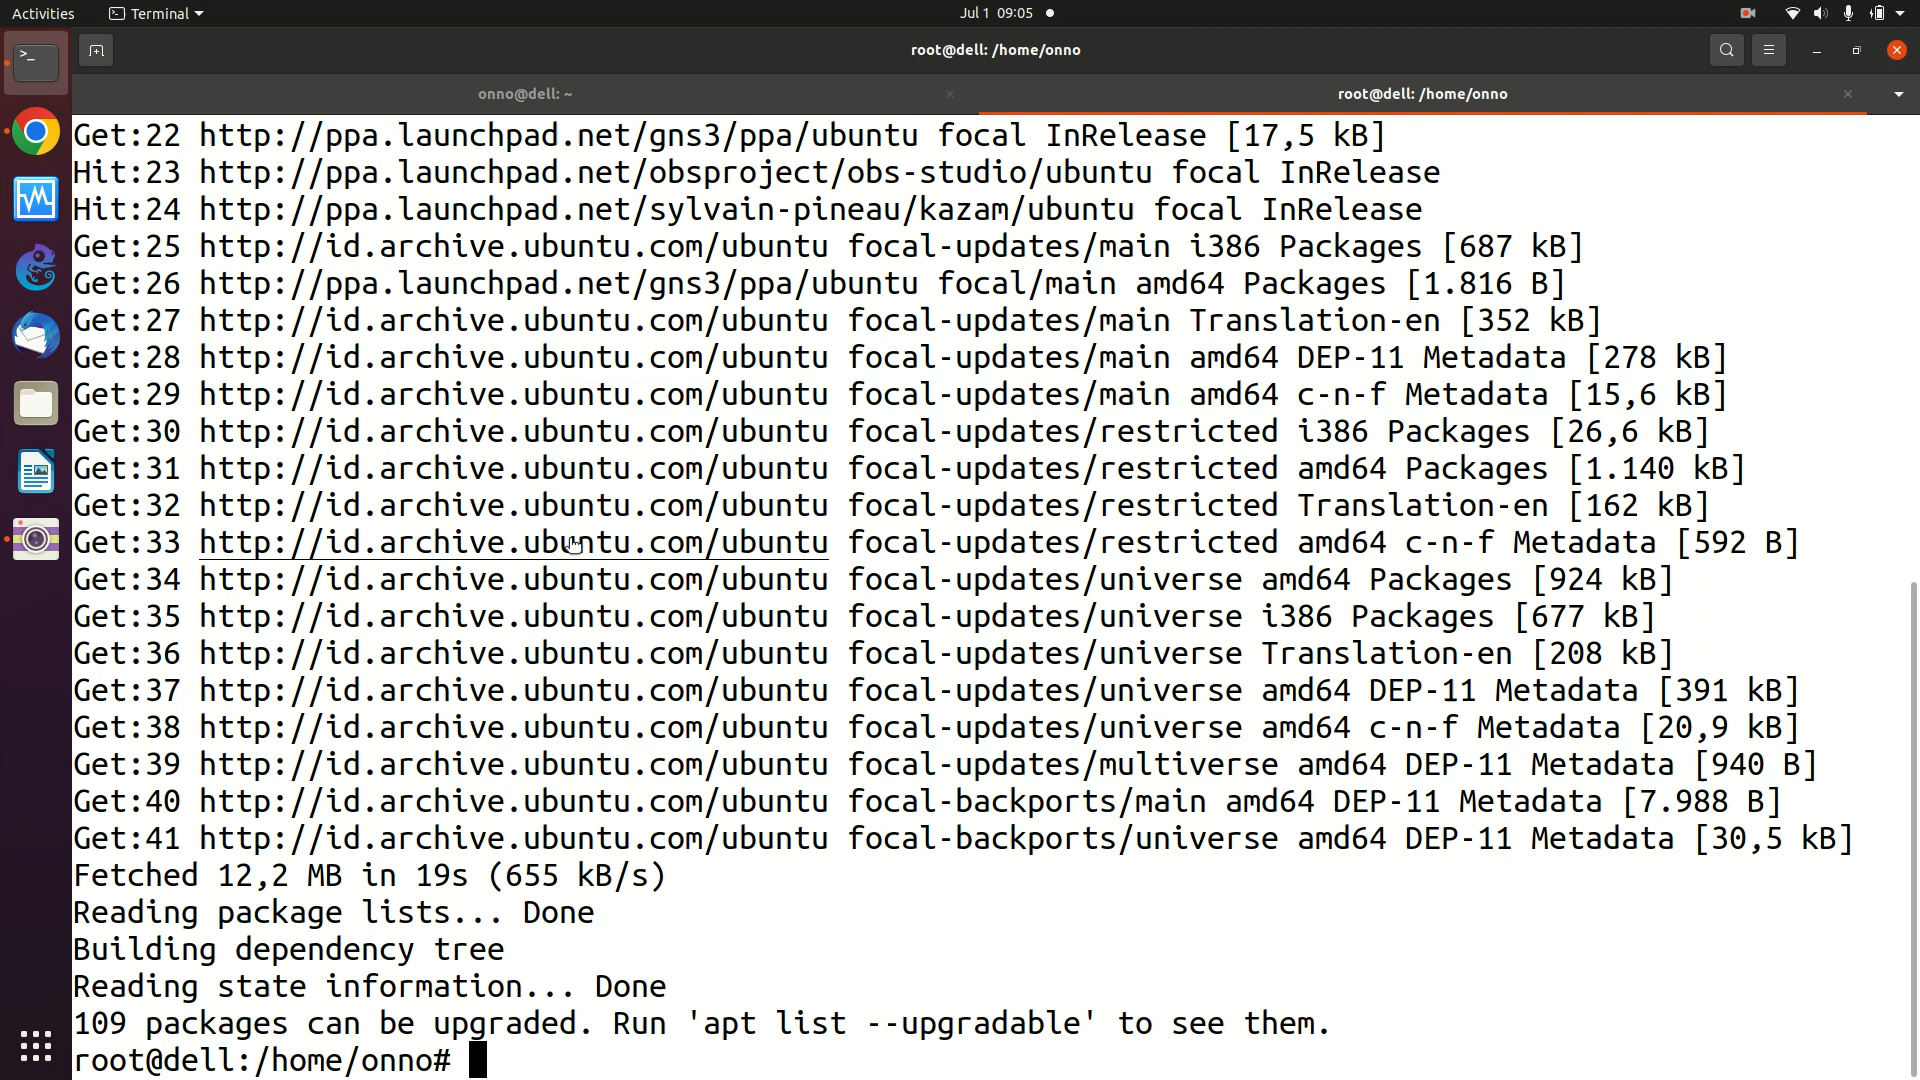 Activities
Terminal
Jul 1 09:05
root@dell: /home/onno
onno@dell: ~
root@dell: /home/onno
Get:22 http://ppa.launchpad.net/gns3/ppa/ubuntu focal InRelease [17,5 kB]
Hit:23 http://ppa.launchpad.net/obsproject/obs-studio/ubuntu focal InRelease
Hit:24 http://ppa.launchpad.net/sylvain-pineau/kazam/ubuntu focal InRelease
Get:25 http://id.archive.ubuntu.com/ubuntu focal-updates/main i386 Packages [687 kB]
Get:26 http://ppa.launchpad.net/gns3/ppa/ubuntu focal/main amd64 Packages [1.816 B]
Get:27 http://id.archive.ubuntu.com/ubuntu focal-updates/main Translation-en [352 kB]
Get:28 http://id.archive.ubuntu.com/ubuntu focal-updates/main amd64 DEP-11 Metadata [278 kB]
Get:29 http://id.archive.ubuntu.com/ubuntu focal-updates/main amd64 c-n-f Metadata [15,6 kB]
Get:30 http://id.archive.ubuntu.com/ubuntu focal-updates/restricted i386 Packages [26,6 kB]
Get:31 http://id.archive.ubuntu.com/ubuntu focal-updates/restricted amd64 Packages [1.140 kB]
Get:32 http://id.archive.ubuntu.com/ubuntu focal-updates/restricted Translation-en [162 kB]
Get:33 http://id.archive.ubuntu.com/ubuntu focal-updates/restricted amd64 c-n-f Metadata [592 B]
Get:34 http://id.archive.ubuntu.com/ubuntu focal-updates/universe amd64 Packages [924 kB]
Get:35 http://id.archive.ubuntu.com/ubuntu focal-updates/universe i386 Packages [677 kB]
Get:36 http://id.archive.ubuntu.com/ubuntu focal-updates/universe Translation-en [208 kB]
Get:37 http://id.archive.ubuntu.com/ubuntu focal-updates/universe amd64 DEP-11 Metadata [391 kB]
Get:38 http://id.archive.ubuntu.com/ubuntu focal-updates/universe amd64 c-n-f Metadata [20,9 kB]
Get:39 http://id.archive.ubuntu.com/ubuntu focal-updates/multiverse amd64 DEP-11 Metadata [940 B]
Get:40 http://id.archive.ubuntu.com/ubuntu focal-backports/main amd64 DEP-11 Metadata [7.988 B]
Get:41 http://id.archive.ubuntu.com/ubuntu focal-backports/universe amd64 DEP-11 Metadata [30,5 kB]
Fetched 12,2 MB in 19s (655 kB/s)
Reading package lists... Done
Building dependency tree
Reading state information... Done
109 packages can be upgraded. Run 'apt list --upgradable' to see them.
root@dell:/home/onno#